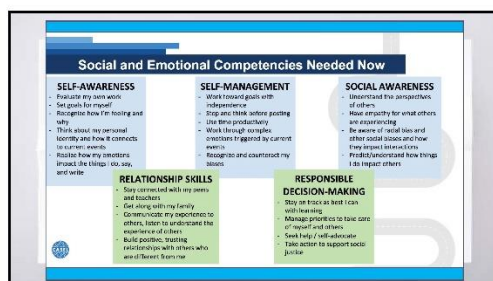 Social and Emotional Competencies Needed Now
SELF-AWARENESS
- Evaluate my own work
- Set goals for myself
- Recognize how I'm feeling and
why
- Think about my personal
identity and how it connects
to current events
- Realize how my emotions
impact the things I do, say,
and write
SELF-MANAGEMENT
- Work toward goals with
independence
- Stop and think before posting
- Use time productively
- Work through complex
emotions triggered by current
events
- Recognize and counteract my
biases
SOCIAL AWARENESS
- Understand the perspectives
of others
- Have empathy for what others
are experiencing
- Be aware of racial bias and
other social biases and how
they impact interactions
- Predict/understand how things
I do impact others
RELATIONSHIP SKILLS
- Stay connected with my peers
and teachers
- Get along with my family
- Communicate my experience to
others, listen to understand the
experience of others
- Build positive, trusting
relationships with others who
are different from me
RESPONSIBLE
DECISION-MAKING
- Stay on track as best I can
with learning
- Manage priorities to take care
of myself and others
- Seek help / self-advocate
- Take action to support social
justice
CASEL